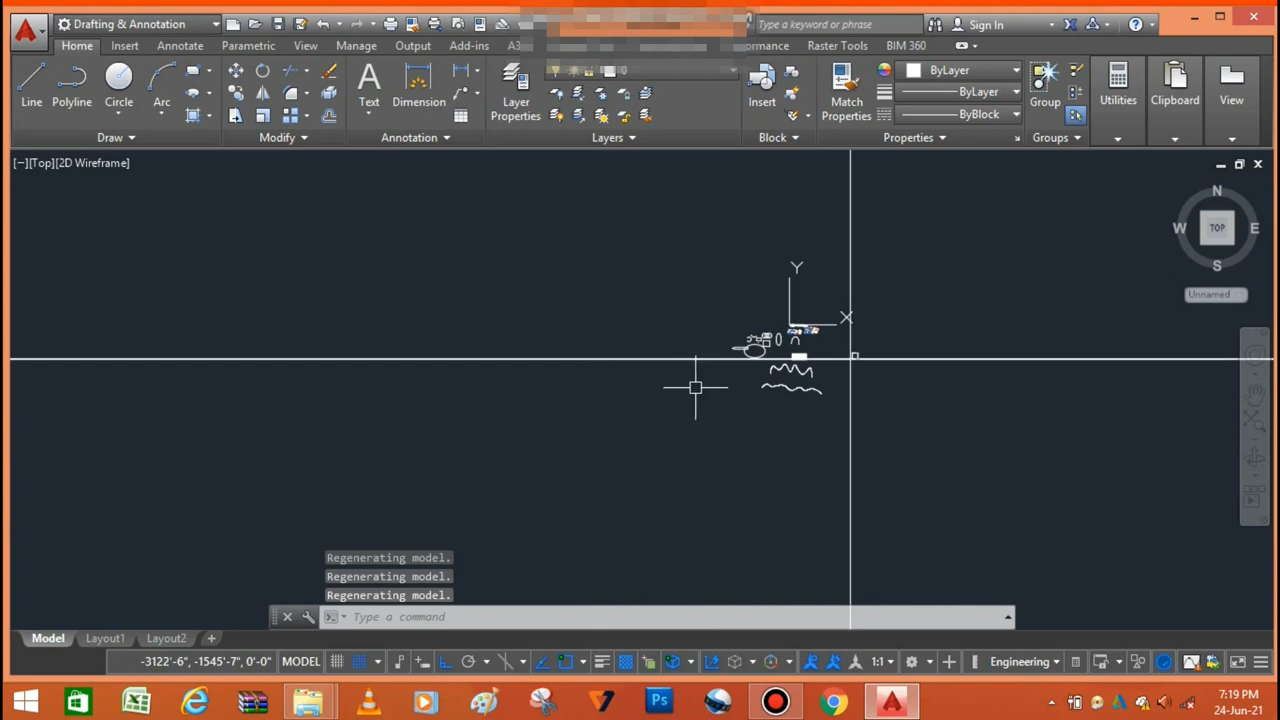 Drafting & Annotation
Type a keyword or phrase
Sign In
Home Insert Annotate Parametric View Manage Output Add-ins A3 ormance Raster Tools BIM 360
0
ByLayer
ByLayer
ByBlock
Line Polyline Circle Arc Text Dimension Layer Properties Insert Match Properties Group Utilities Clipboard View
Draw Modify Annotation Layers Block Properties Groups
[−][Top][2D Wireframe]
N
W TOP E
S
Unnamed
Y
X
Regenerating model.
Regenerating model.
Regenerating model.
Type a command
Model Layout1 Layout2 +
-3122'-6", -1545'-7", 0'-0" MODEL 1:1 Engineering
Ps
7:19 PM
24-Jun-21